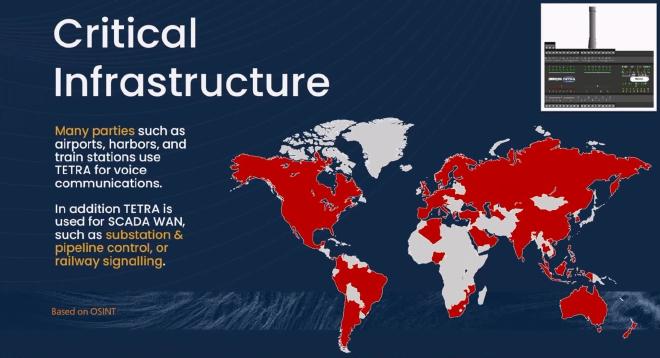 Critical
Infrastructure
Many parties such as
airports, harbors, and
train stations use
TETRA for voice
communications.
In addition TETRA is
used for SCADA WAN,
such as substation &
pipeline control, or
railway signalling.
Based on OSINT
TETRA